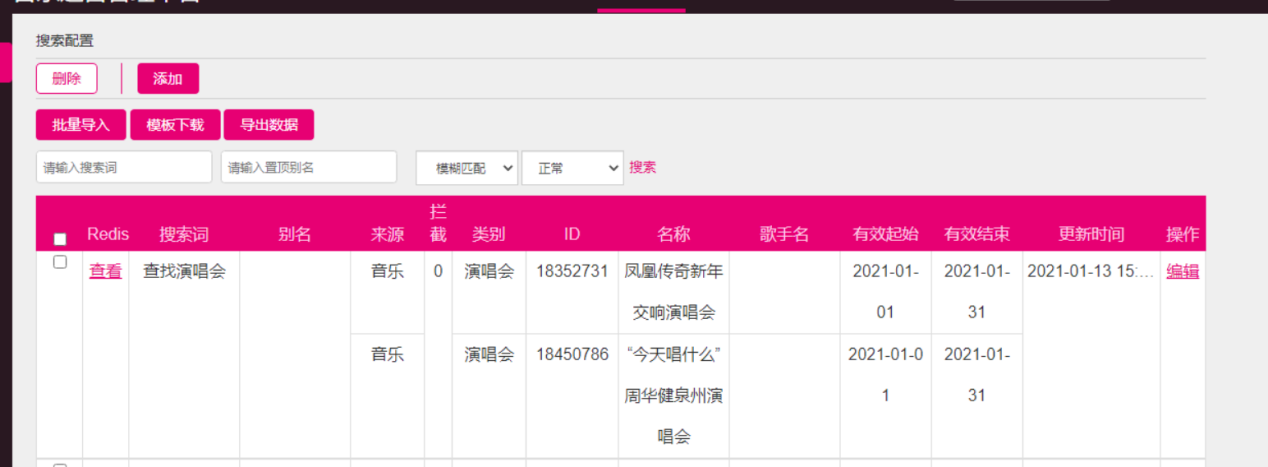 搜索配置
删除 添加
批量导入 模板下载 导出数据
请输入搜索词 请输入置顶别名 模糊匹配 正常 搜索
Redis 搜索词 别名 来源 拦截 类别 ID 名称 歌手名 有效起始 有效结束 更新时间 操作
查看 查找演唱会 音乐 0 演唱会 18352731 凤凰传奇新年 2021-01- 2021-01- 2021-01-13 15:... 编辑
交响演唱会 01 31
音乐 演唱会 18450786 “今天唱什么” 2021-01-0 2021-01-
周华健泉州演 1 31
唱会